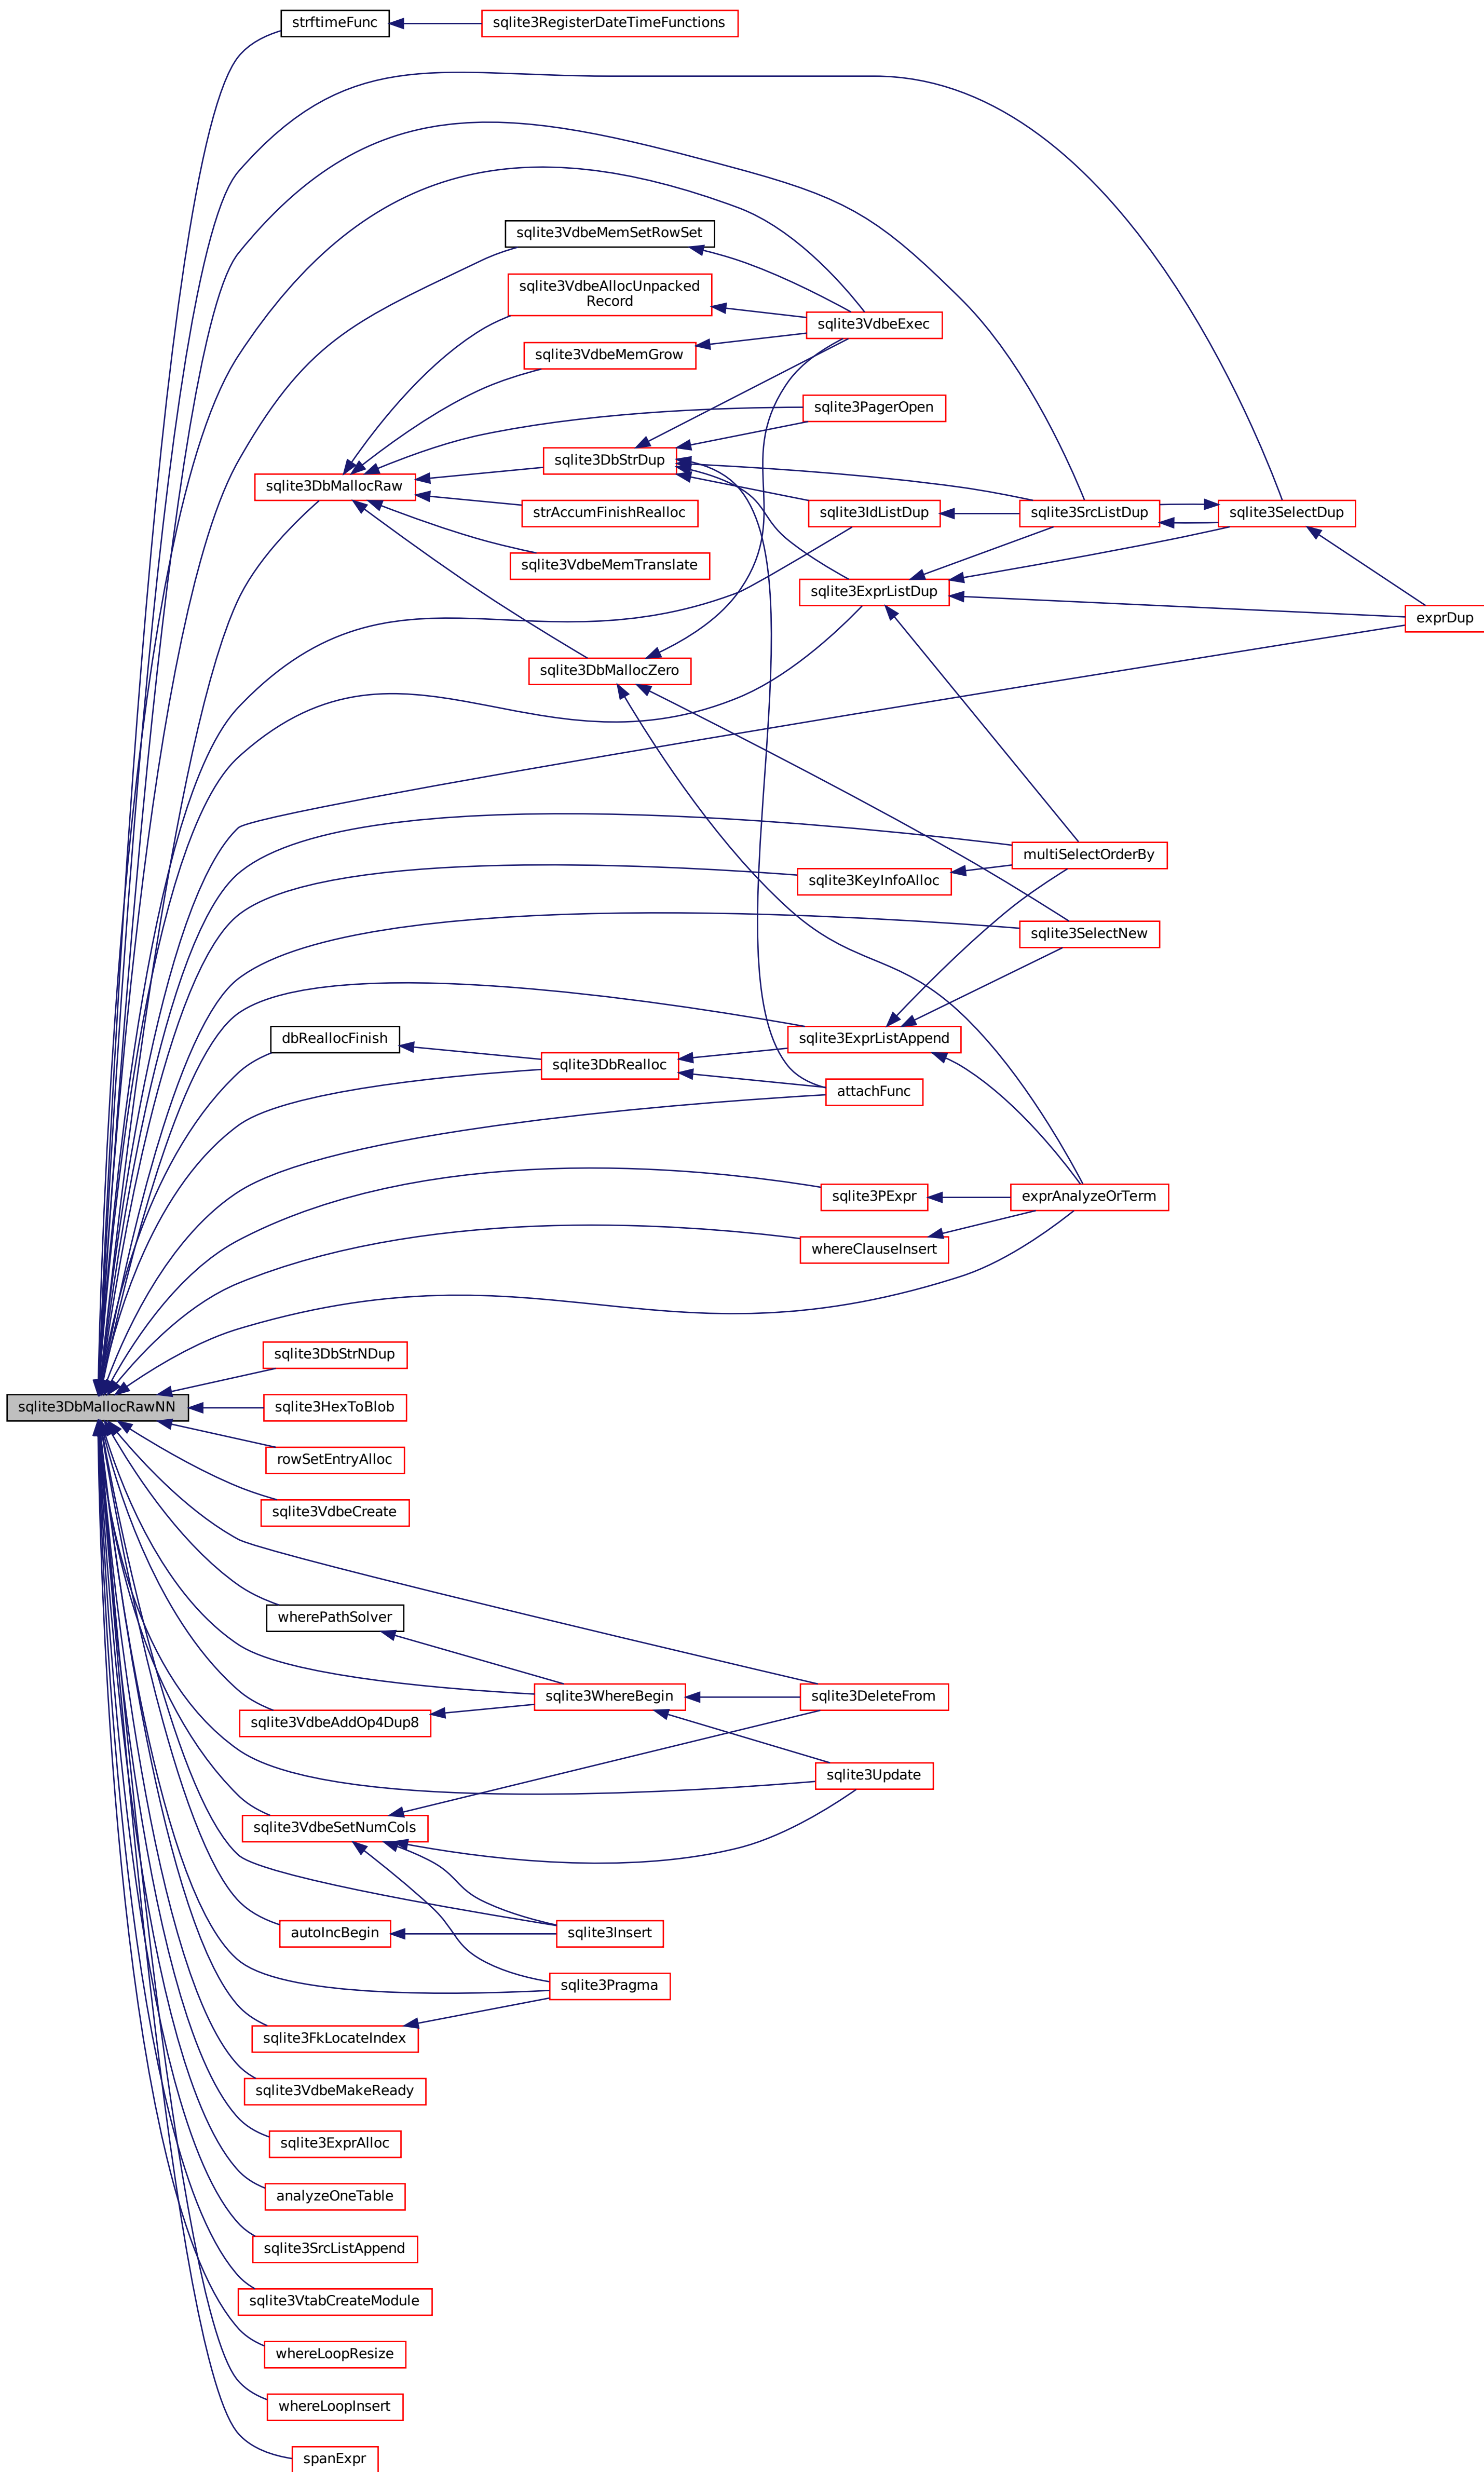 strftimeFunc
sqlite3RegisterDateTimeFunctions
sqlite3VdbeMemSetRowSet
sqlite3VdbeAllocUnpacked
Record
sqlite3VdbeExec
sqlite3VdbeMemGrow
sqlite3PagerOpen
sqlite3DbStrDup
sqlite3DbMallocRaw
strAccumFinishRealloc
sqlite3IdListDup
sqlite3SrcListDup
sqlite3SelectDup
sqlite3VdbeMemTranslate
sqlite3ExprListDup
exprDup
sqlite3DbMallocZero
multiSelectOrderBy
sqlite3KeyInfoAlloc
sqlite3SelectNew
dbReallocFinish
sqlite3ExprListAppend
sqlite3DbRealloc
attachFunc
sqlite3PExpr
exprAnalyzeOrTerm
whereClauseInsert
sqlite3DbStrNDup
sqlite3DbMallocRawNN
sqlite3HexToBlob
rowSetEntryAlloc
sqlite3VdbeCreate
wherePathSolver
sqlite3WhereBegin
sqlite3DeleteFrom
sqlite3VdbeAddOp4Dup8
sqlite3Update
sqlite3VdbeSetNumCols
autoIncBegin
sqlite3Insert
sqlite3Pragma
sqlite3FkLocateIndex
sqlite3VdbeMakeReady
sqlite3ExprAlloc
analyzeOneTable
sqlite3SrcListAppend
sqlite3VtabCreateModule
whereLoopResize
whereLoopInsert
spanExpr